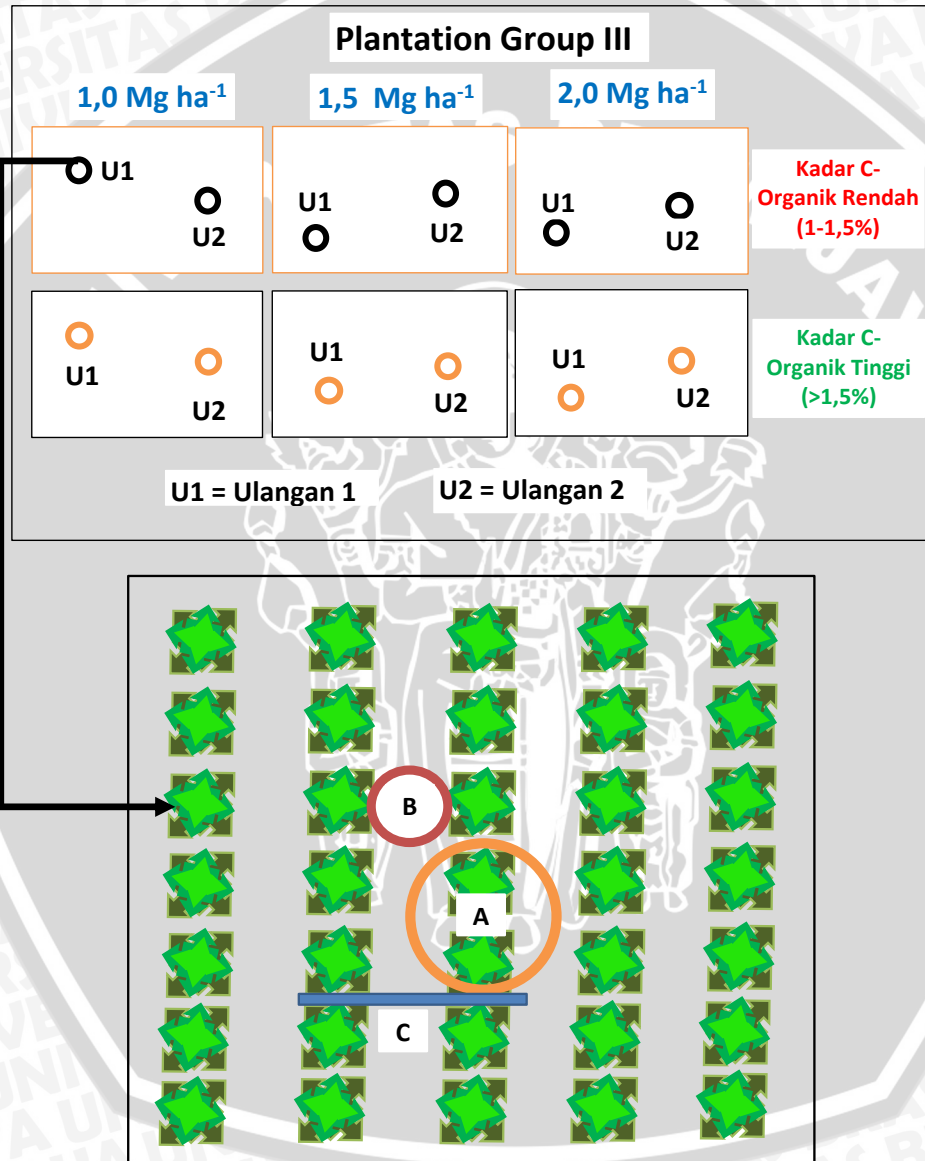 Plantation Group III
1,0 Mg ha⁻¹ 1,5 Mg ha⁻¹ 2,0 Mg ha⁻¹
U1
U2
U1
U2
U1
U2
Kadar C-
Organik Rendah
(1-1,5%)
U1
U2
U1
U2
U1
U2
Kadar C-
Organik Tinggi
(>1,5%)
U1 = Ulangan 1 U2 = Ulangan 2
B
A
C